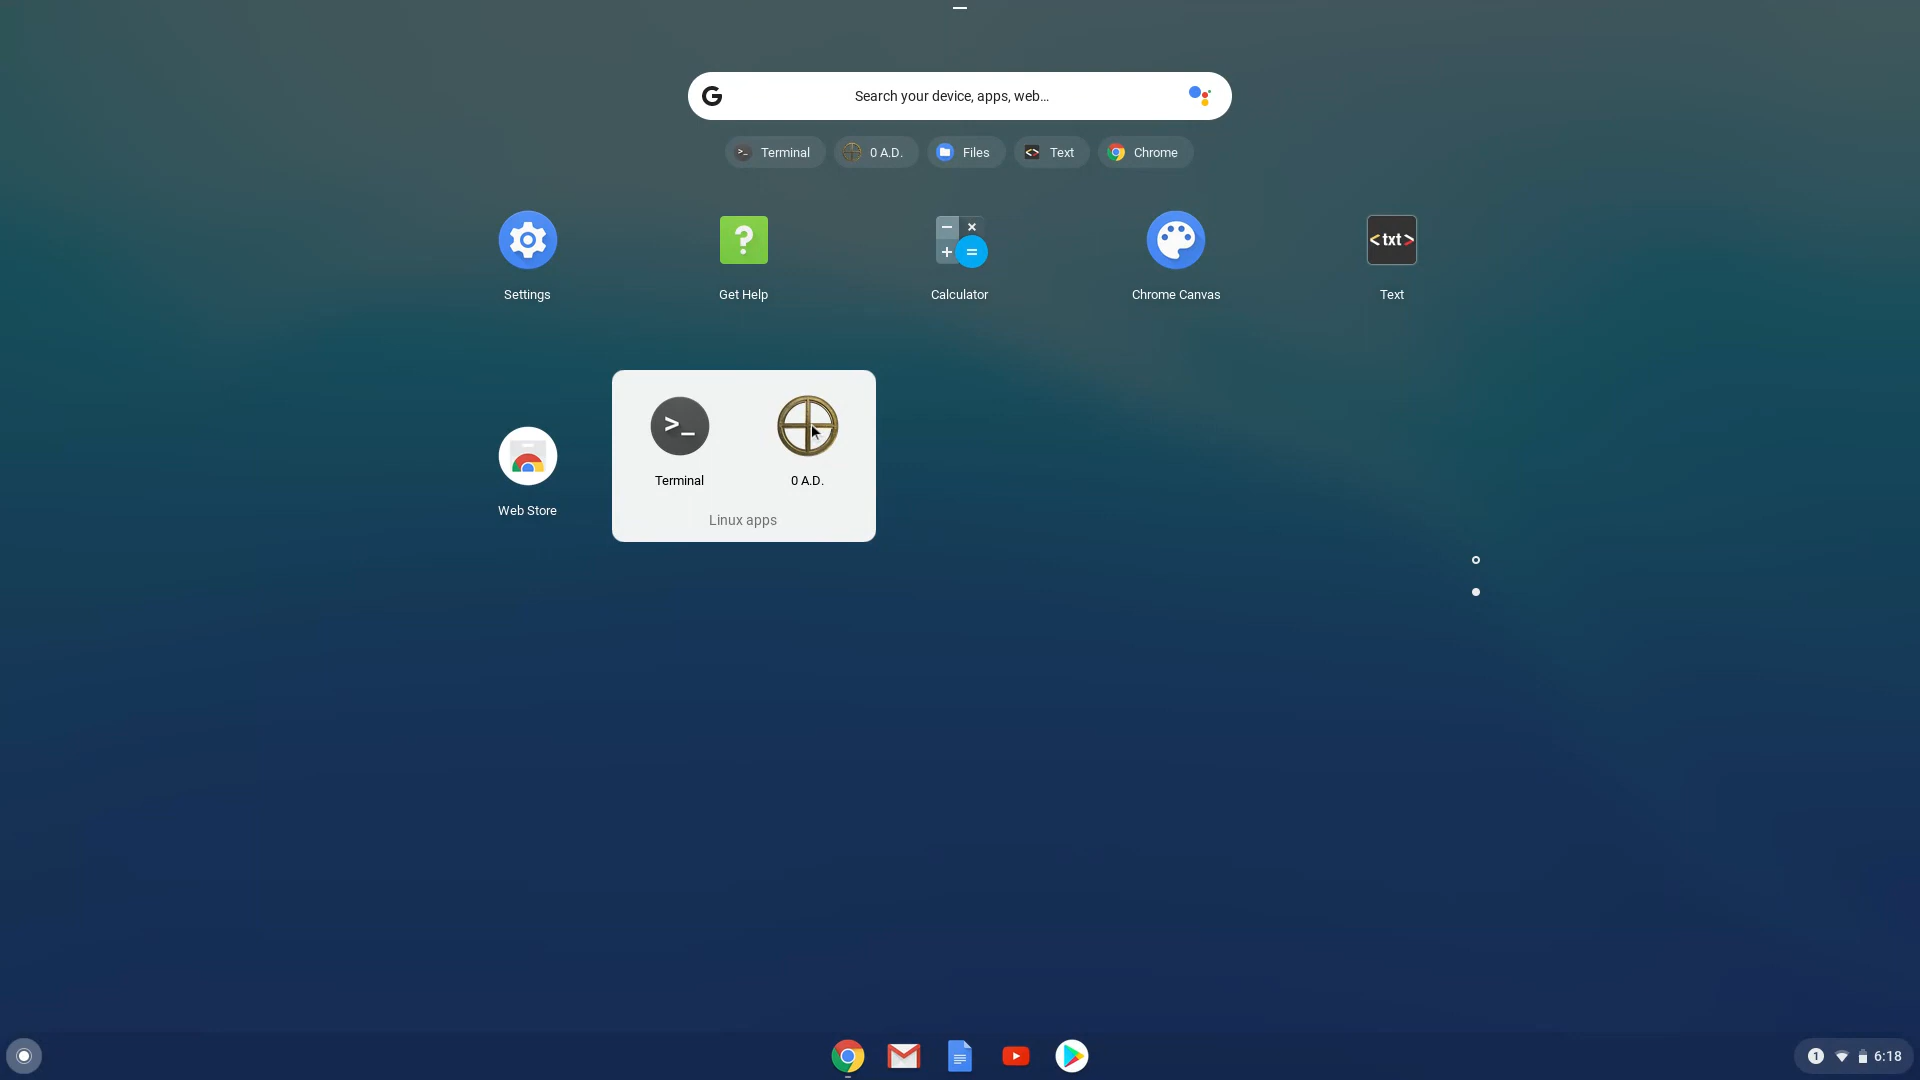 Search your device, apps, web...
Terminal
0 A.D.
Files
Text
Chrome
Settings
Get Help
Calculator
Chrome Canvas
<txt>
Text
Web Store
Terminal
0 A.D.
Linux apps
1
6:18